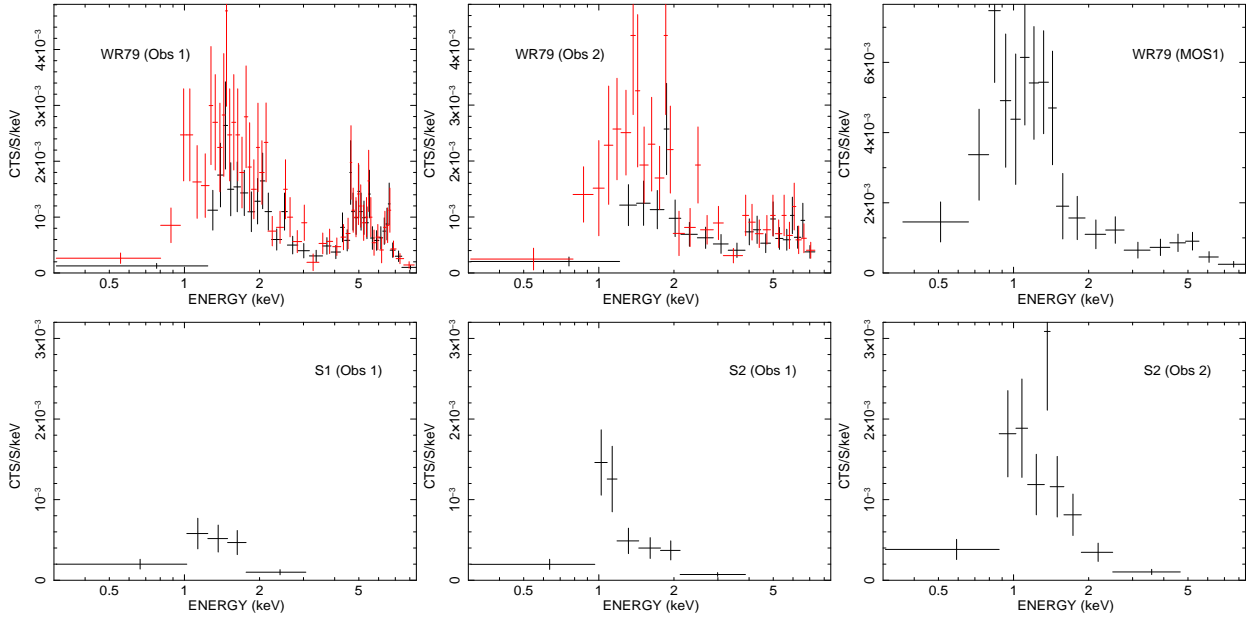 WR79 (Obs 1)
CTS/S/keV
0
10⁻³
2×10⁻³
3×10⁻³
4×10⁻³
0.5
1
2
5
ENERGY (keV)
WR79 (Obs 2)
CTS/S/keV
0
10⁻³
2×10⁻³
3×10⁻³
4×10⁻³
0.5
1
2
5
ENERGY (keV)
WR79 (MOS1)
CTS/S/keV
0
2×10⁻³
4×10⁻³
6×10⁻³
0.5
1
2
5
ENERGY (keV)
S1 (Obs 1)
CTS/S/keV
0
10⁻³
2×10⁻³
3×10⁻³
0.5
1
2
5
ENERGY (keV)
S2 (Obs 1)
CTS/S/keV
0
10⁻³
2×10⁻³
3×10⁻³
0.5
1
2
5
ENERGY (keV)
S2 (Obs 2)
CTS/S/keV
0
10⁻³
2×10⁻³
3×10⁻³
0.5
1
2
5
ENERGY (keV)